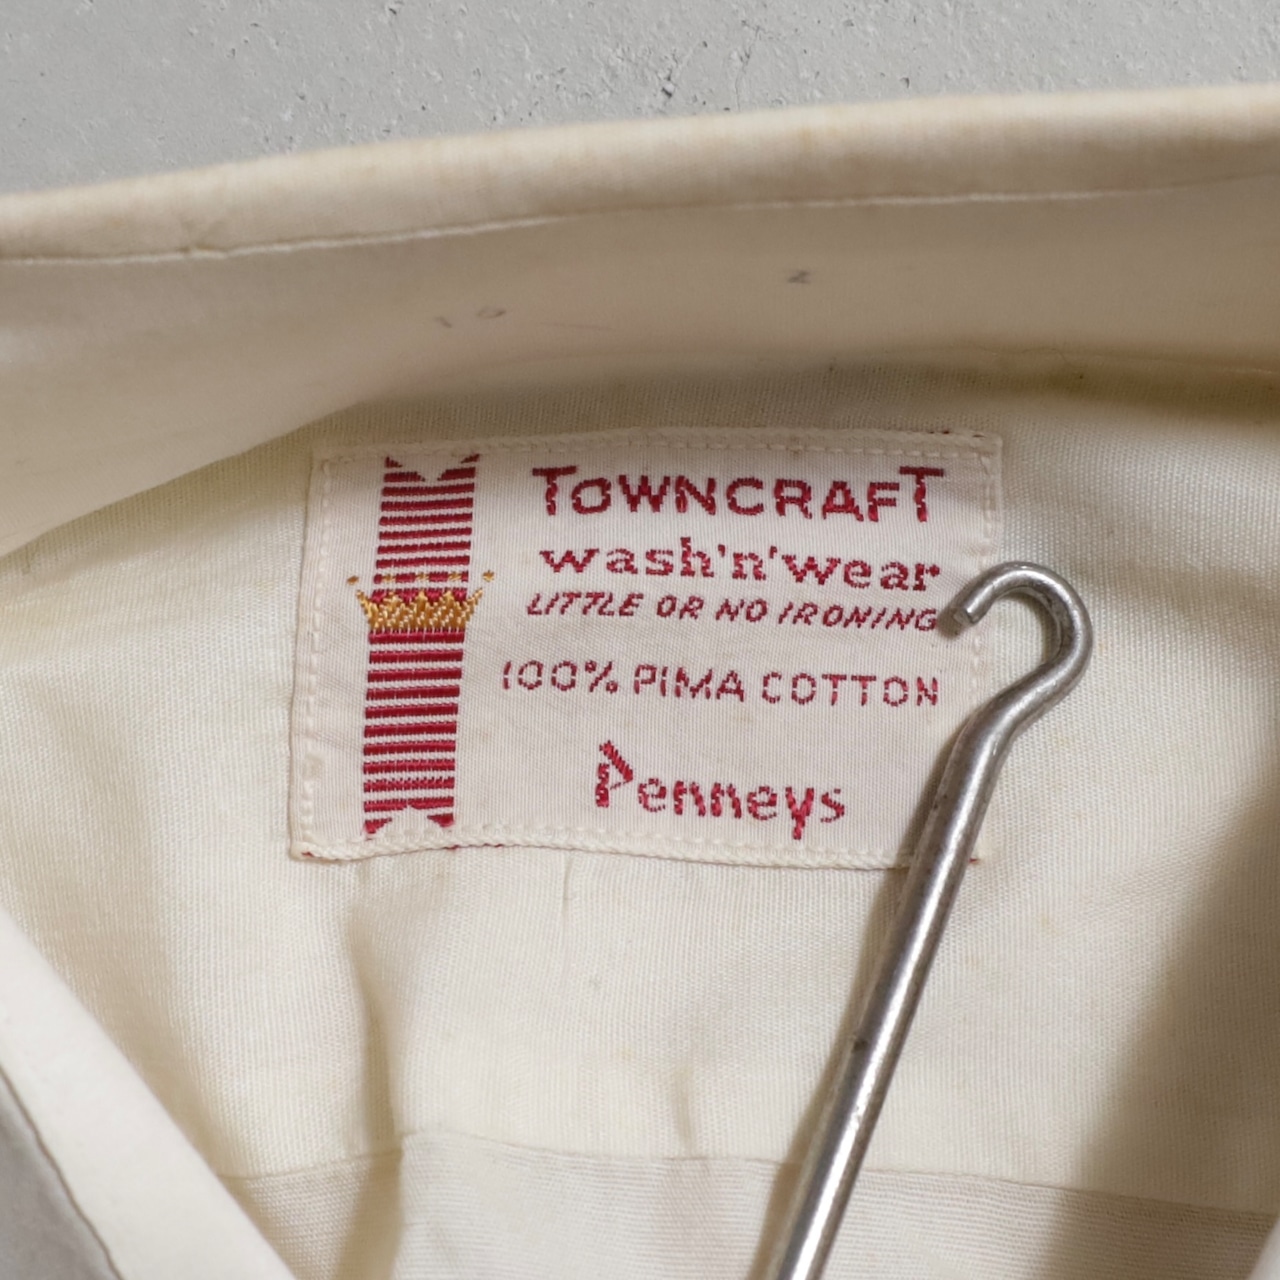 TOWNCRAFT
wash'n'wear
LITTLE OR NO IRONING
100% PIMA COTTON
Penneys